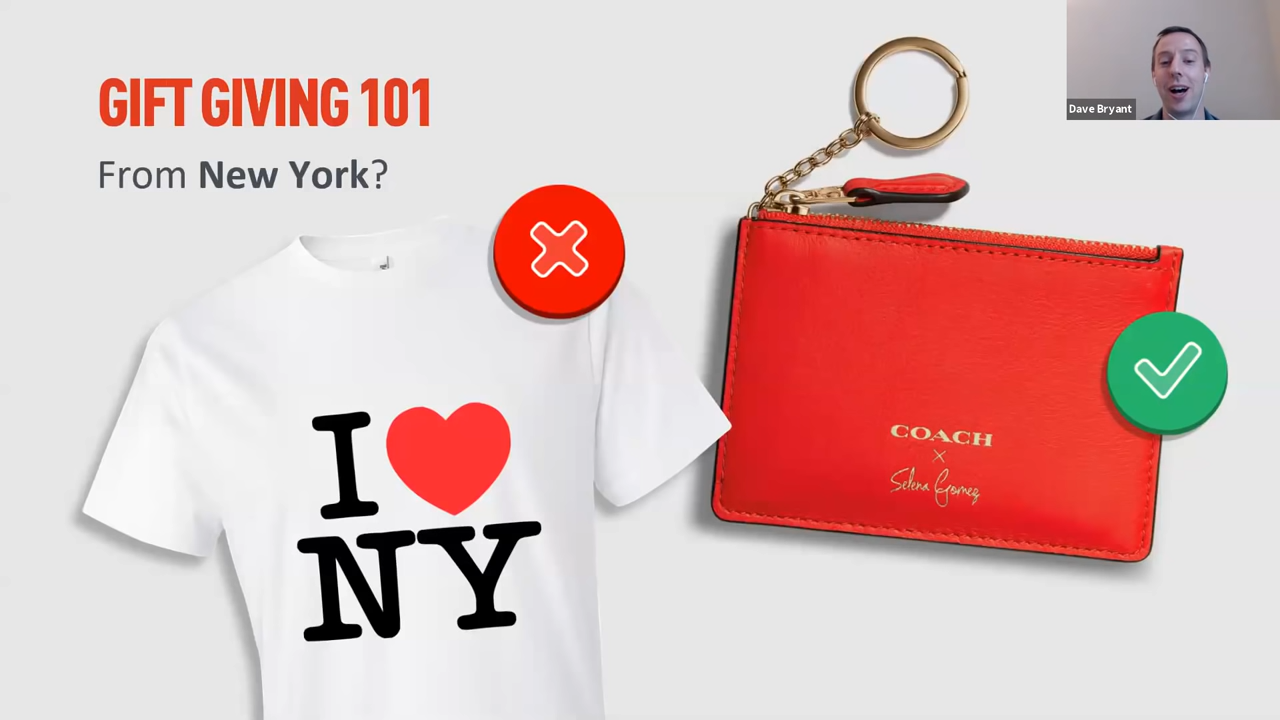 GIFT GIVING 101
From New York?
Dave Bryant
I
NY
COACH
×
Selena Gomez